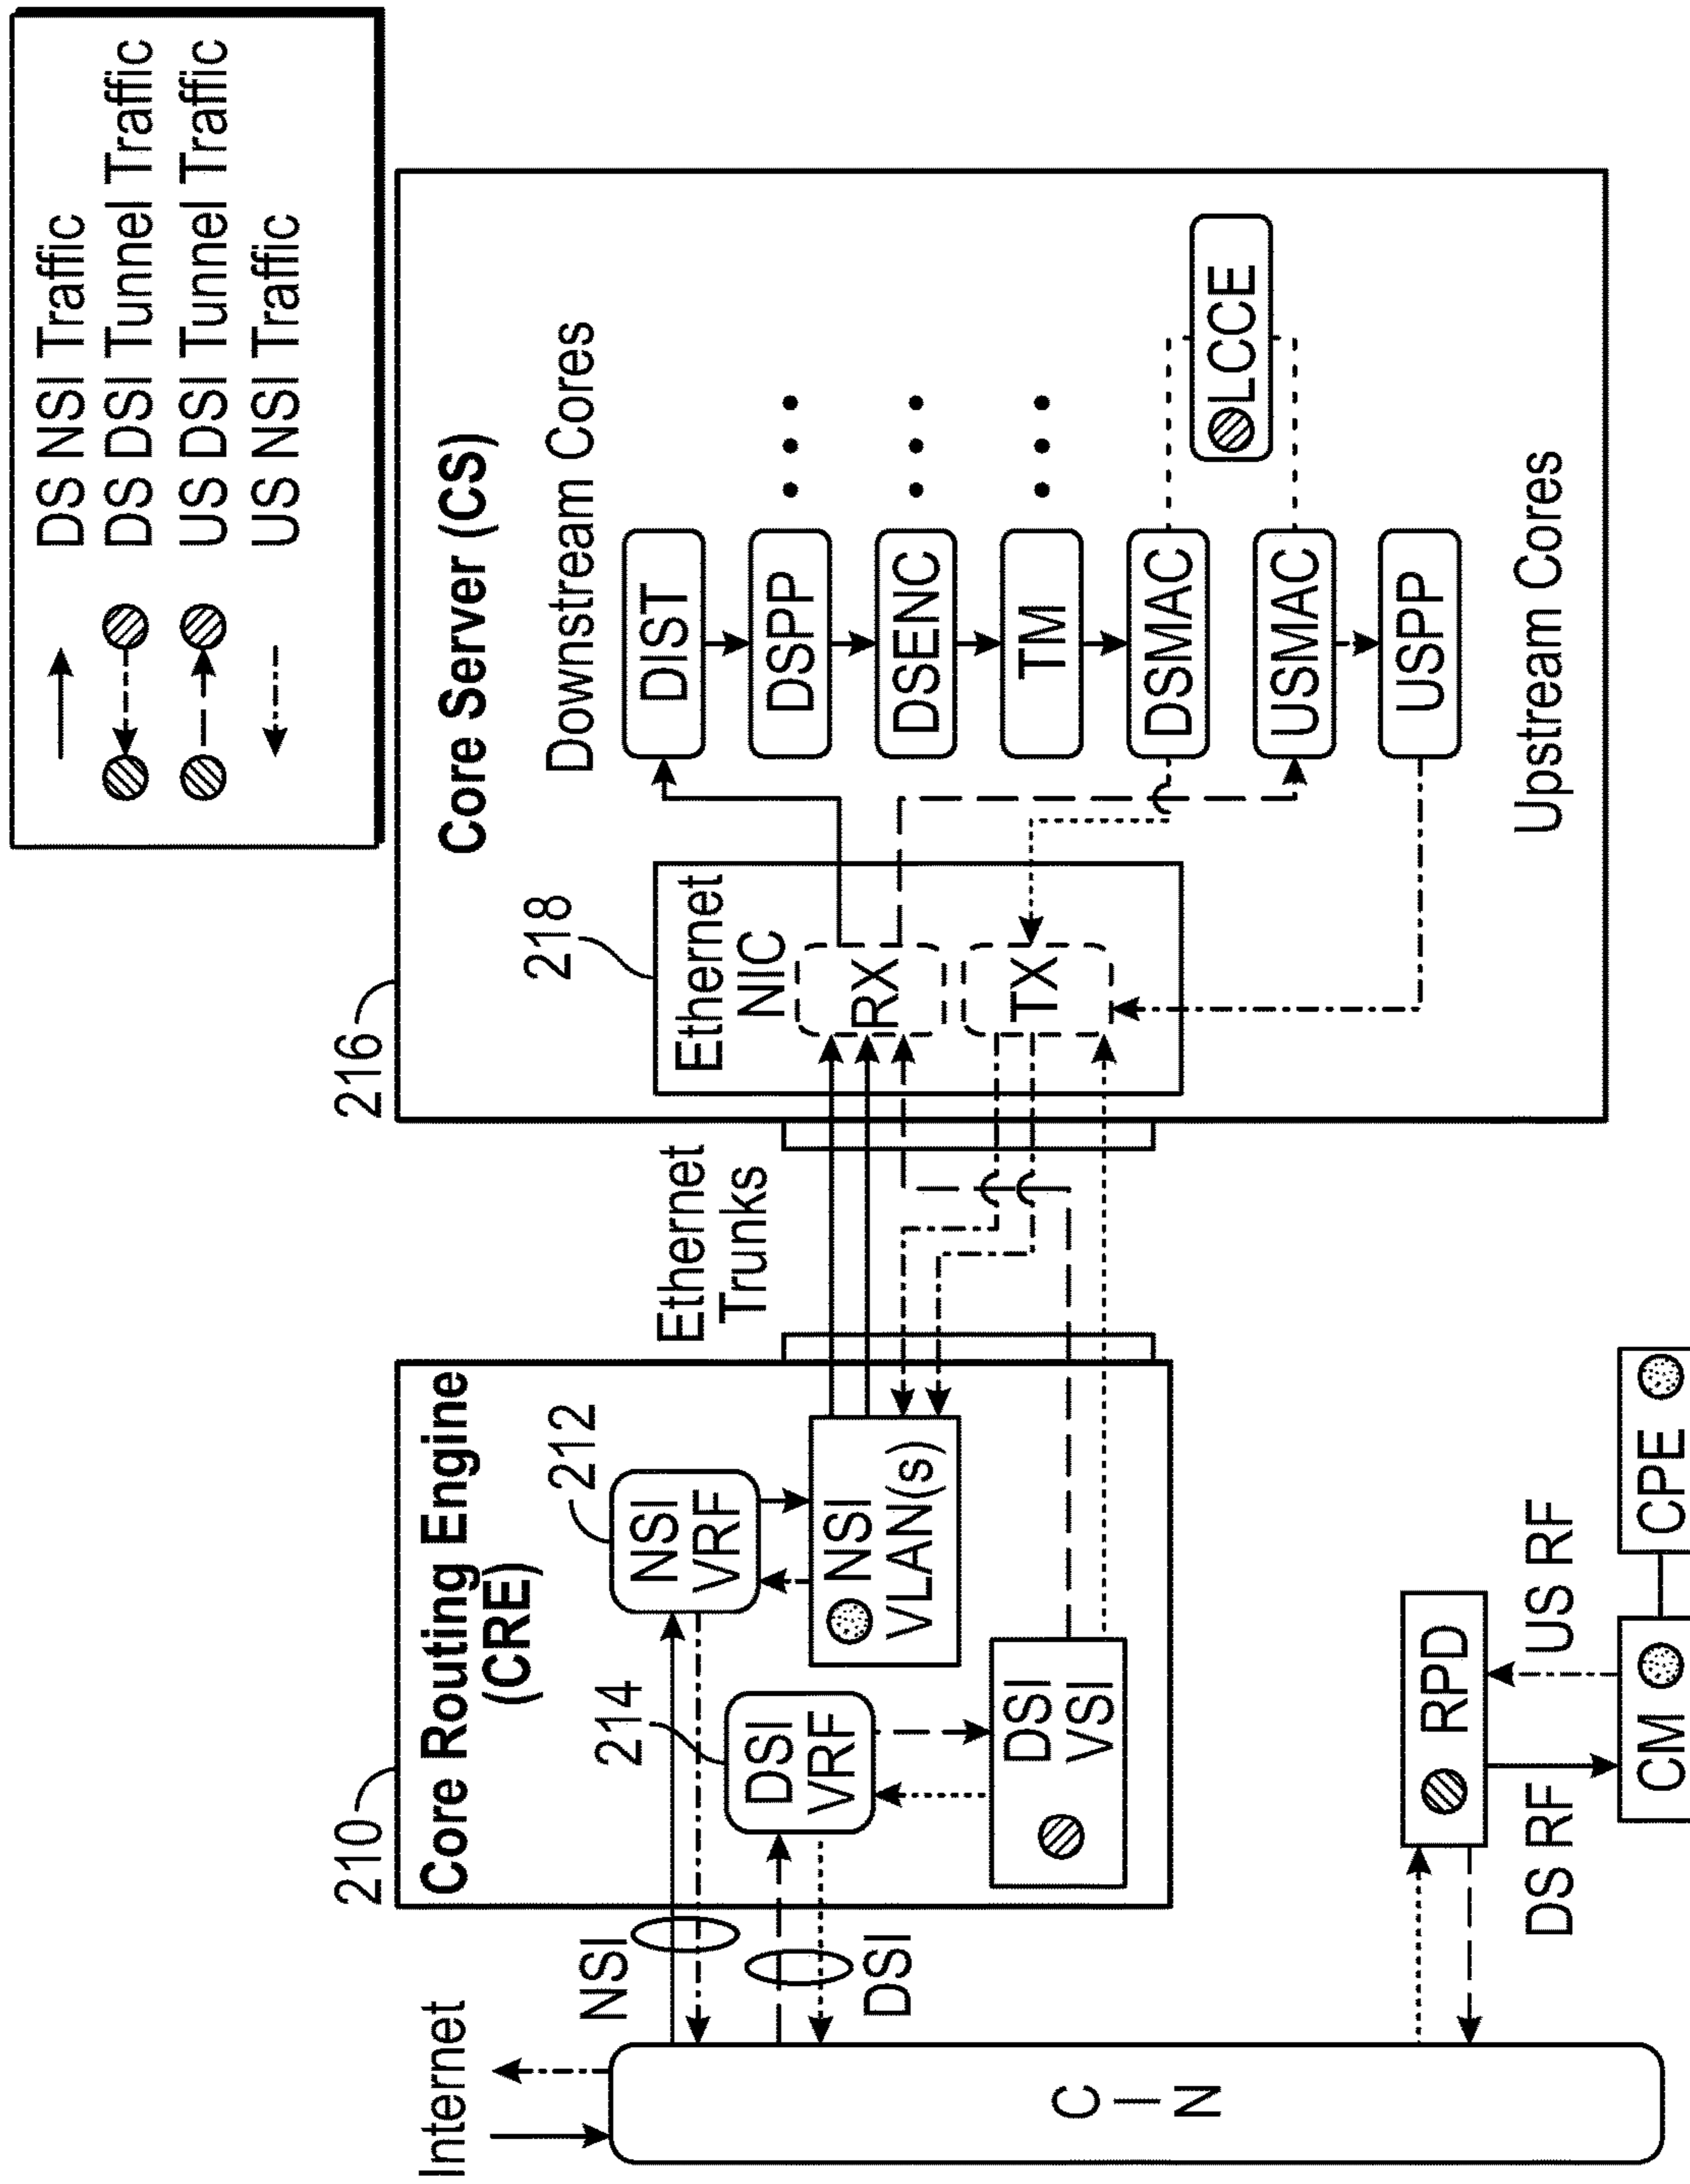 DS NSI Traffic
DS DSI Tunnel Traffic
US DSI Tunnel Traffic
US NSI Traffic
210
Core Routing Engine
(CRE)
212
214
NSI
VRF
DSI
VRF
NSI
VLAN(s)
DSI
VSI
Internet
NSI
DSI
CIN
Ethernet
Trunks
216
Core Server (CS)
218
Ethernet
NIC
RX
TX
Downstream Cores
DIST
DSPP
DSENC
TM
DSMAC
USMAC
USPP
LCCE
Upstream Cores
RPD
DS RF
US RF
CM
CPE